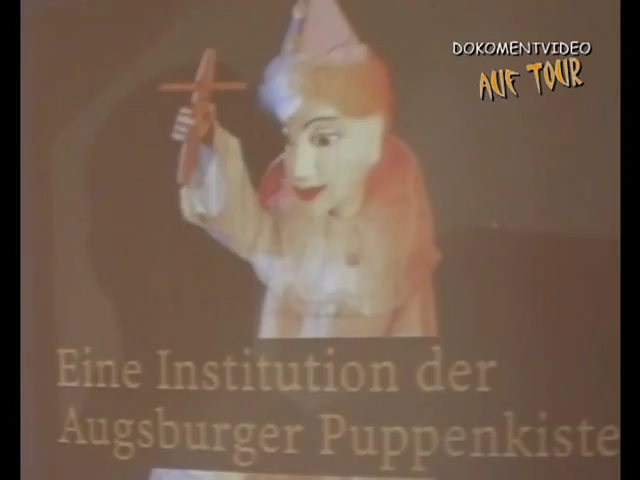 DOKOMENTVIDEO
AUF TOUR
Eine Institution der
Augsburger Puppenkiste